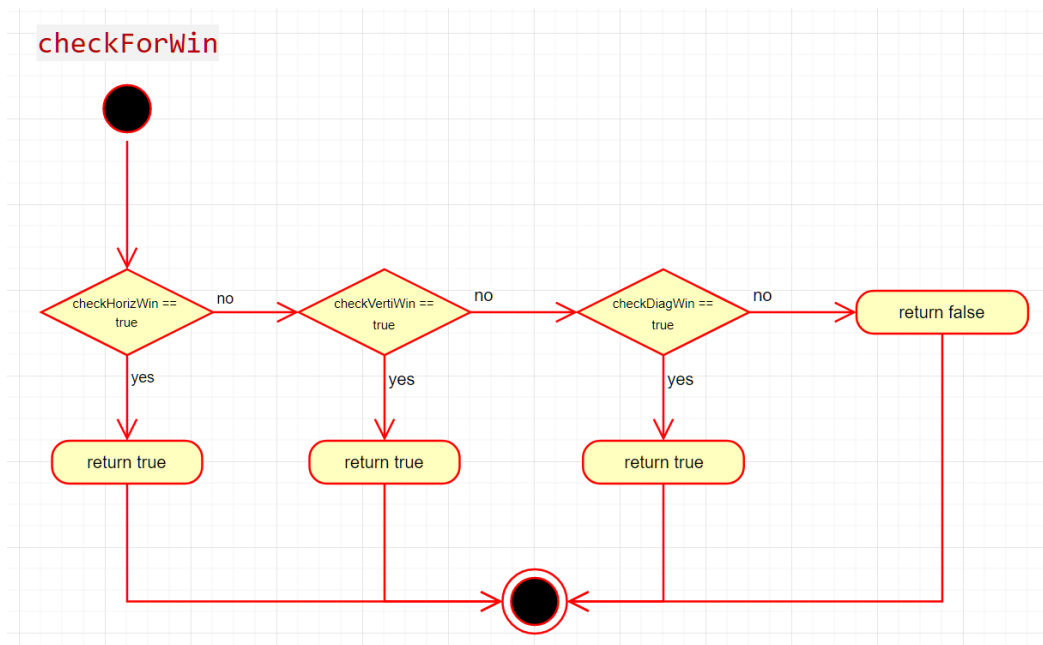 checkForWin
checkHorizWin ==
true
no
checkVertiWin ==
true
no
checkDiagWin ==
true
no
return false
yes
yes
yes
return true
return true
return true